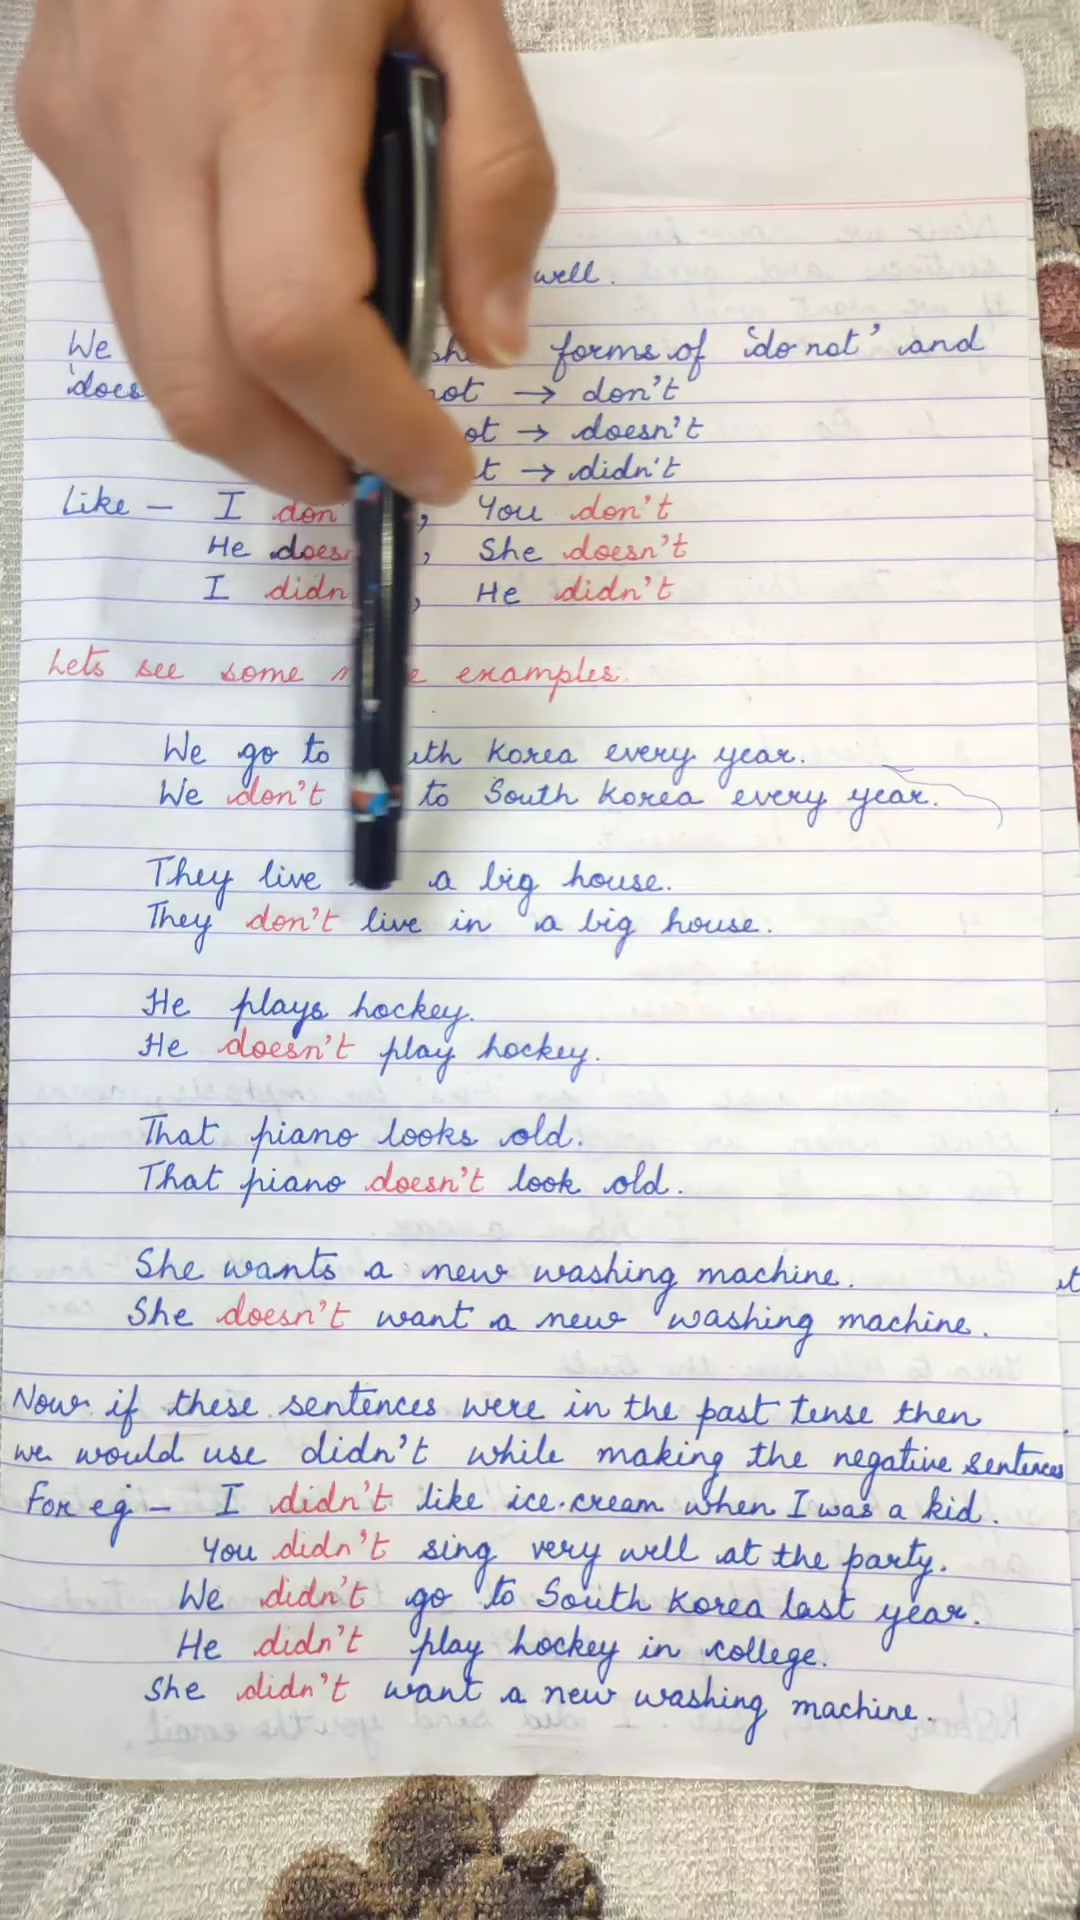 well.
We forms of 'do not' and
'does not → don't
→ doesn't
→ didn't
Like - I don , You don't
He does , She doesn't
I didn , He didn't
Lets see some examples.
We go to Korea every year.
We don't to South Korea every year.
They live a big house.
They don't live in a big house.
He plays hockey.
He doesn't play hockey.
That piano looks old.
That piano doesn't look old.
She wants a new washing machine.
She doesn't want a new washing machine.
Now if these sentences were in the past tense then
we would use didn't while making the negative sentences
For eg - I didn't like ice-cream when I was a kid.
You didn't sing very well at the party.
We didn't go to South Korea last year.
He didn't play hockey in college.
She didn't want a new washing machine.